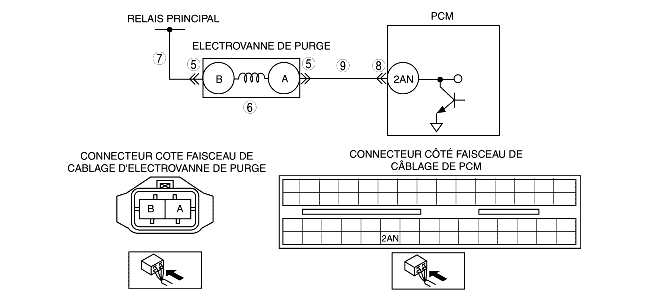 RELAIS PRINCIPAL
PCM
ELECTROVANNE DE PURGE
7
5
B
A
5
9
8
2AN
6
CONNECTEUR COTE FAISCEAU DE
CABLAGE D'ELECTROVANNE DE PURGE
CONNECTEUR CÔTÉ FAISCEAU DE
CÂBLAGE DE PCM
B
A
2AN